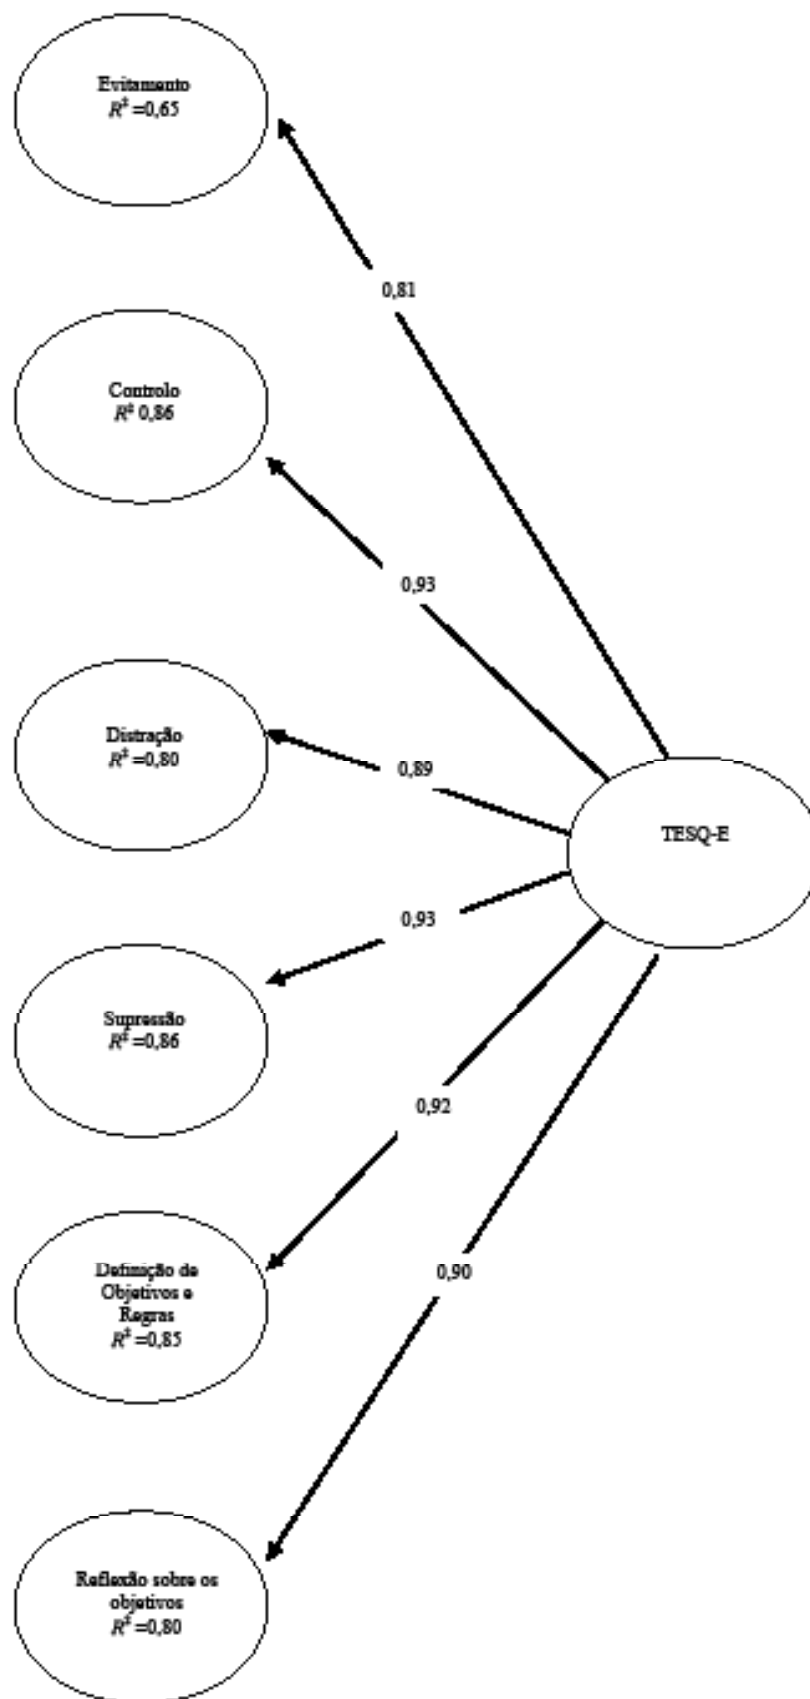 Evitamento
R² =0,65
0,81
Controlo
R² 0,86
0,93
Distração
R² =0,80
0,89
TESQ-E
0,93
Supressão
R² =0,86
0,92
Definição de
Objetivos e
Regras
R² =0,85
0,90
Reflexão sobre os
objetivos
R² =0,80